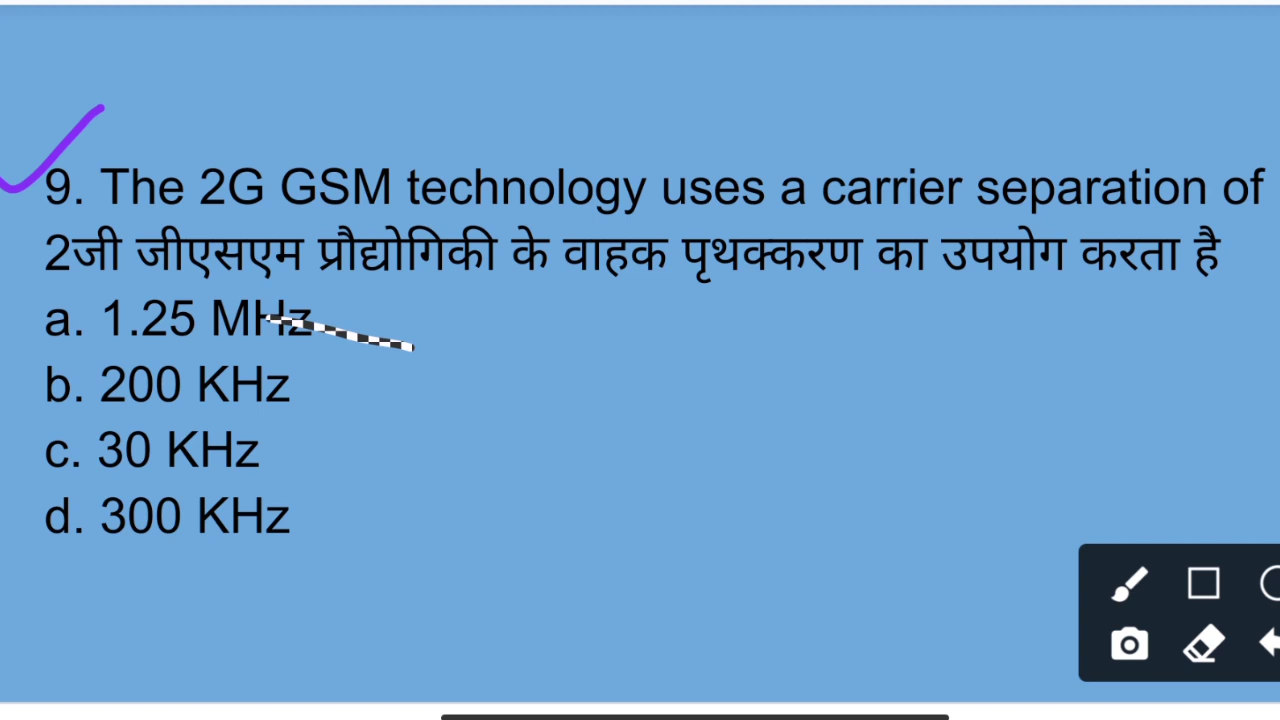 9. The 2G GSM technology uses a carrier separation of
2जी जीएसएम प्रौद्योगिकी के वाहक पृथक्करण का उपयोग करता है
a. 1.25 MHz
b. 200 KHz
c. 30 KHz
d. 300 KHz